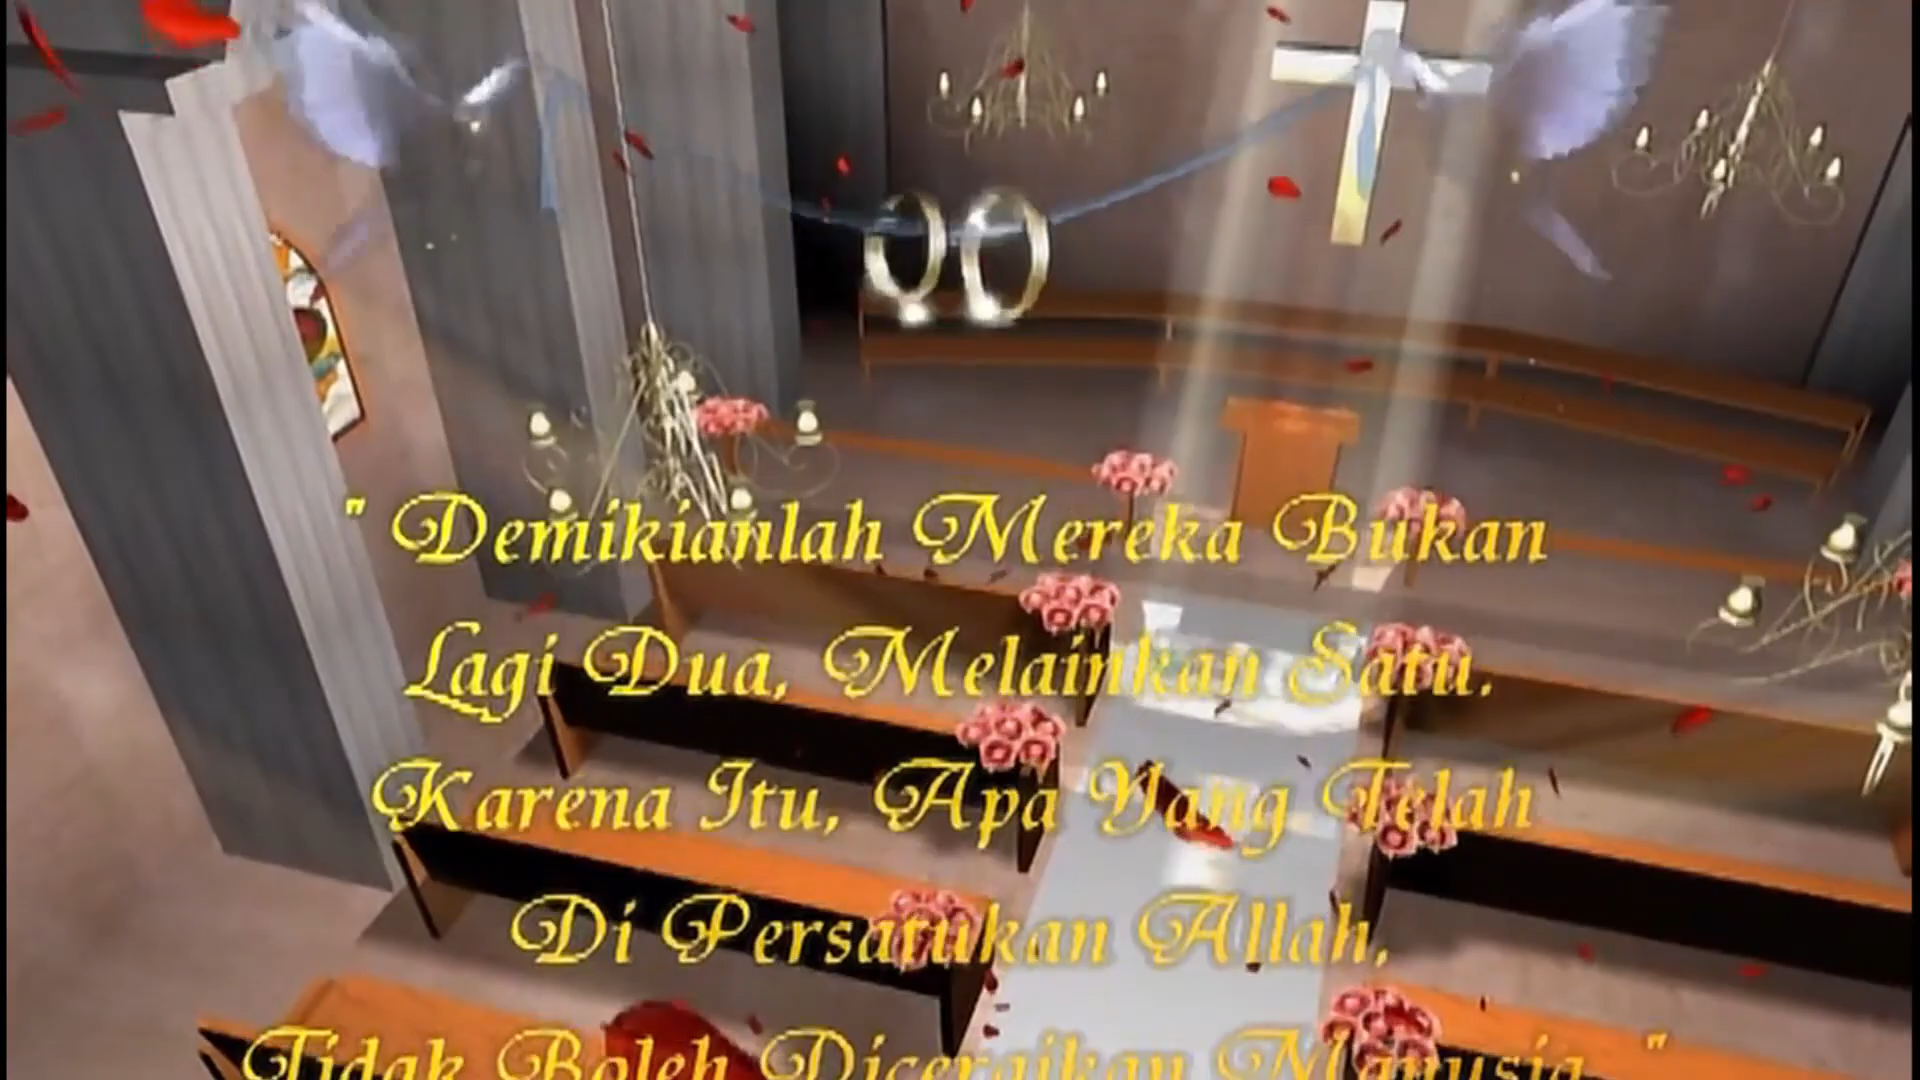 " Demikianlah Mereka Bukan
Lagi Dua, Melainkan Satu.
Karena Itu, Apa Yang Telah
Di Persatukan Allah,
Tidak Boleh Diceraikan Manusia. "